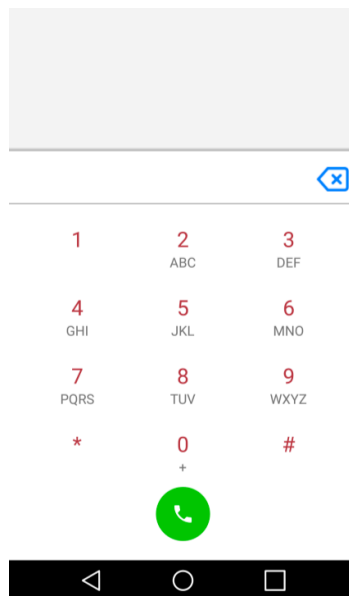 1 2 3
ABC DEF
4 5 6
GHI JKL MNO
7 8 9
PQRS TUV WXYZ
* 0 #
+